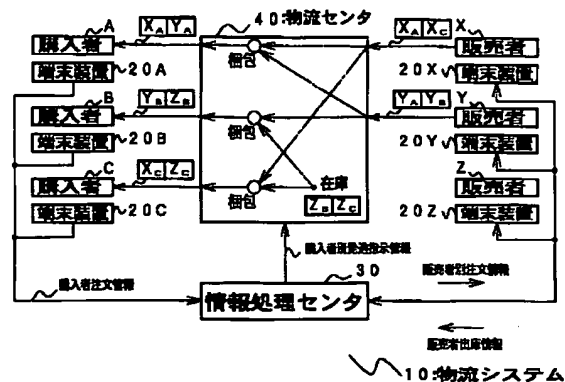 40:物流センタ
A
X_A Y_A
X_A X_C
X
購入者
梱包
販売者
端末装置
20A
20X
端末装置
B
Y_B Z_B
Y_A Y_B
Y
購入者
梱包
販売者
端末装置
20B
20Y
端末装置
C
X_C Z_C
Z
購入者
在庫
販売者
端末装置
20C
梱包
Z_B Z_C
20Z
端末装置
購入者別発送指示情報
30
購入者注文情報
情報処理センタ
販売者別注文情報
販売者出庫情報
10:物流システム